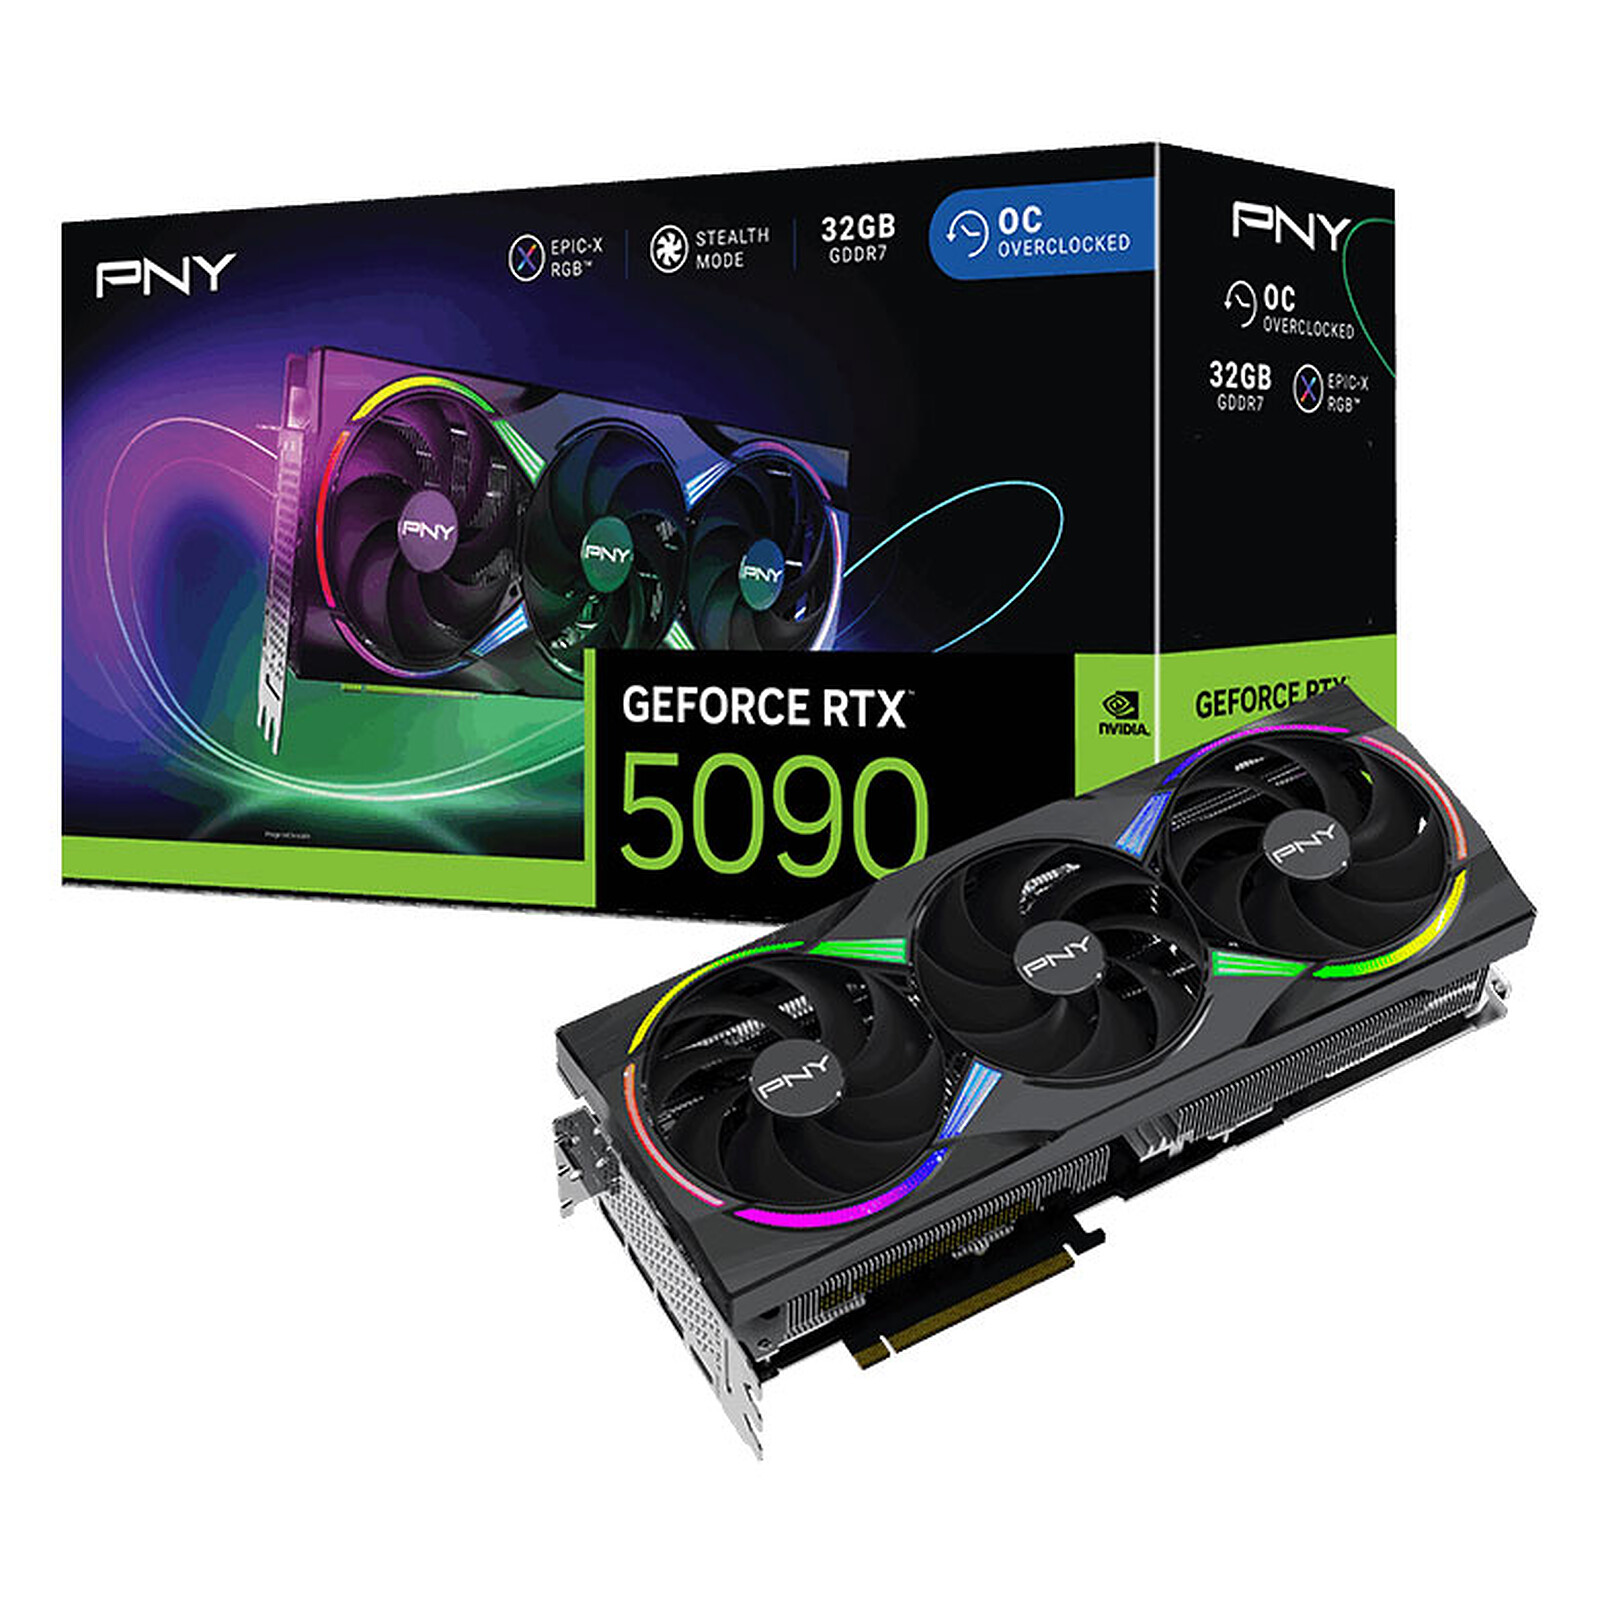 PNY
EPIC-X
RGB™
STEALTH
MODE
32GB
GDDR7
OC
OVERCLOCKED
PNY
PNY
PNY
GEFORCE RTX™
5090
NVIDIA.
PNY
OC
OVERCLOCKED
32GB
GDDR7
EPIC-X
RGB™
GEFORCE RTX
PNY
PNY
PNY